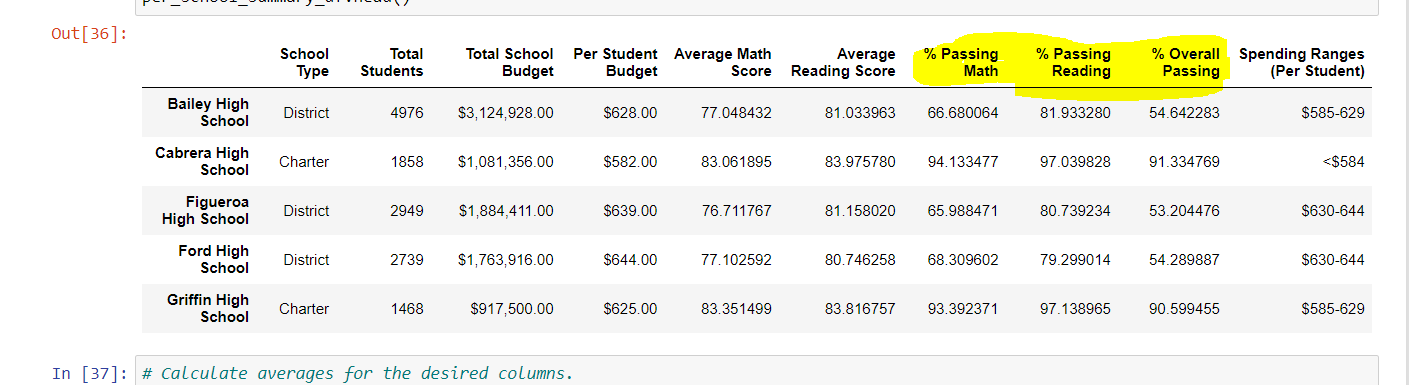 Out[36]:
School Type Total Students Total School Budget Per Student Budget Average Math Score Average Reading Score % Passing Math % Passing Reading % Overall Passing Spending Ranges (Per Student)
Bailey High School District 4976 $3,124,928.00 $628.00 77.048432 81.033963 66.680064 81.933280 54.642283 $585-629
Cabrera High School Charter 1858 $1,081,356.00 $582.00 83.061895 83.975780 94.133477 97.039828 91.334769 <$584
Figueroa High School District 2949 $1,884,411.00 $639.00 76.711767 81.158020 65.988471 80.739234 53.204476 $630-644
Ford High School District 2739 $1,763,916.00 $644.00 77.102592 80.746258 68.309602 79.299014 54.289887 $630-644
Griffin High School Charter 1468 $917,500.00 $625.00 83.351499 83.816757 93.392371 97.138965 90.599455 $585-629
In [37]: # Calculate averages for the desired columns.